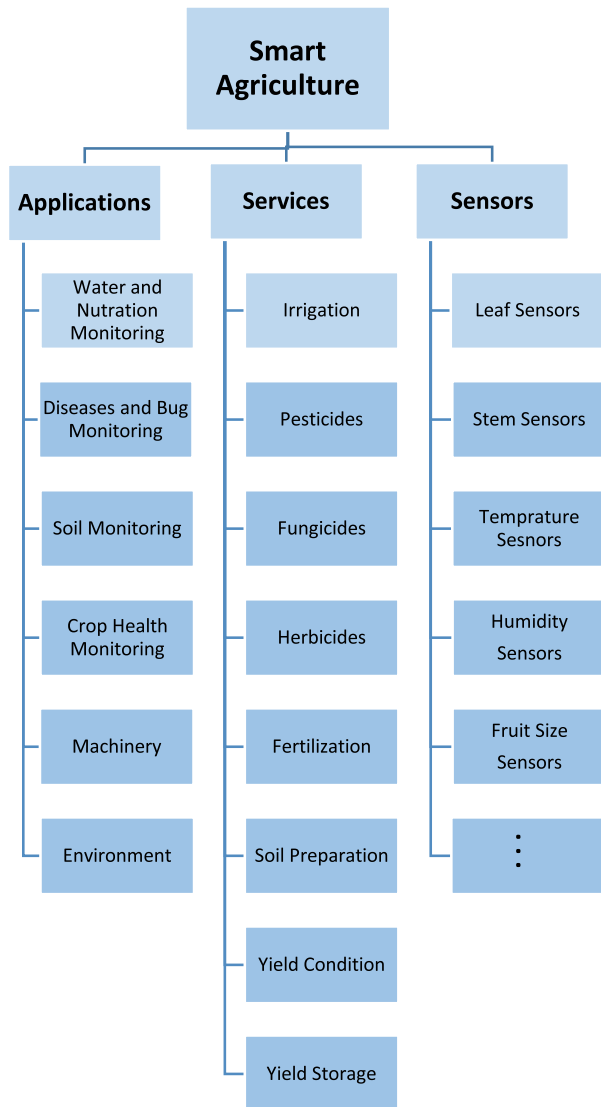 Smart
Agriculture
Applications
Water and
Nutration
Monitoring
Diseases and Bug
Monitoring
Soil Monitoring
Crop Health
Monitoring
Machinery
Environment
Services
Irrigation
Pesticides
Fungicides
Herbicides
Fertilization
Soil Preparation
Yield Condition
Yield Storage
Sensors
Leaf Sensors
Stem Sensors
Temprature
Sesnors
Humidity
Sensors
Fruit Size
Sensors
⋮